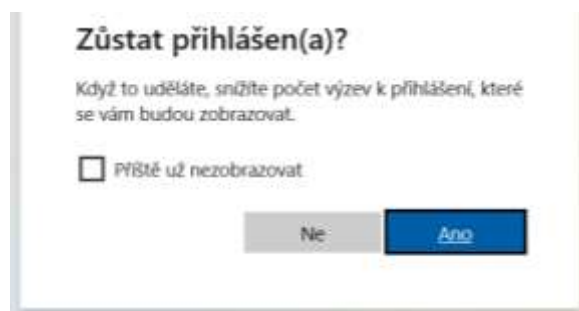 Zůstat přihlášen(a)?
Když to uděláte, snížíte počet výzev k přihlášení, které
se vám budou zobrazovat.
Příště už nezobrazovat
Ne
Ano